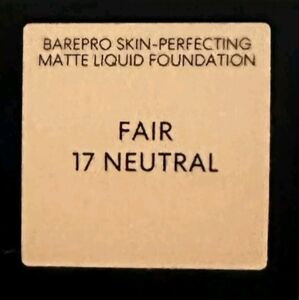 BAREPRO SKIN-PERFECTING
MATTE LIQUID FOUNDATION
FAIR
17 NEUTRAL